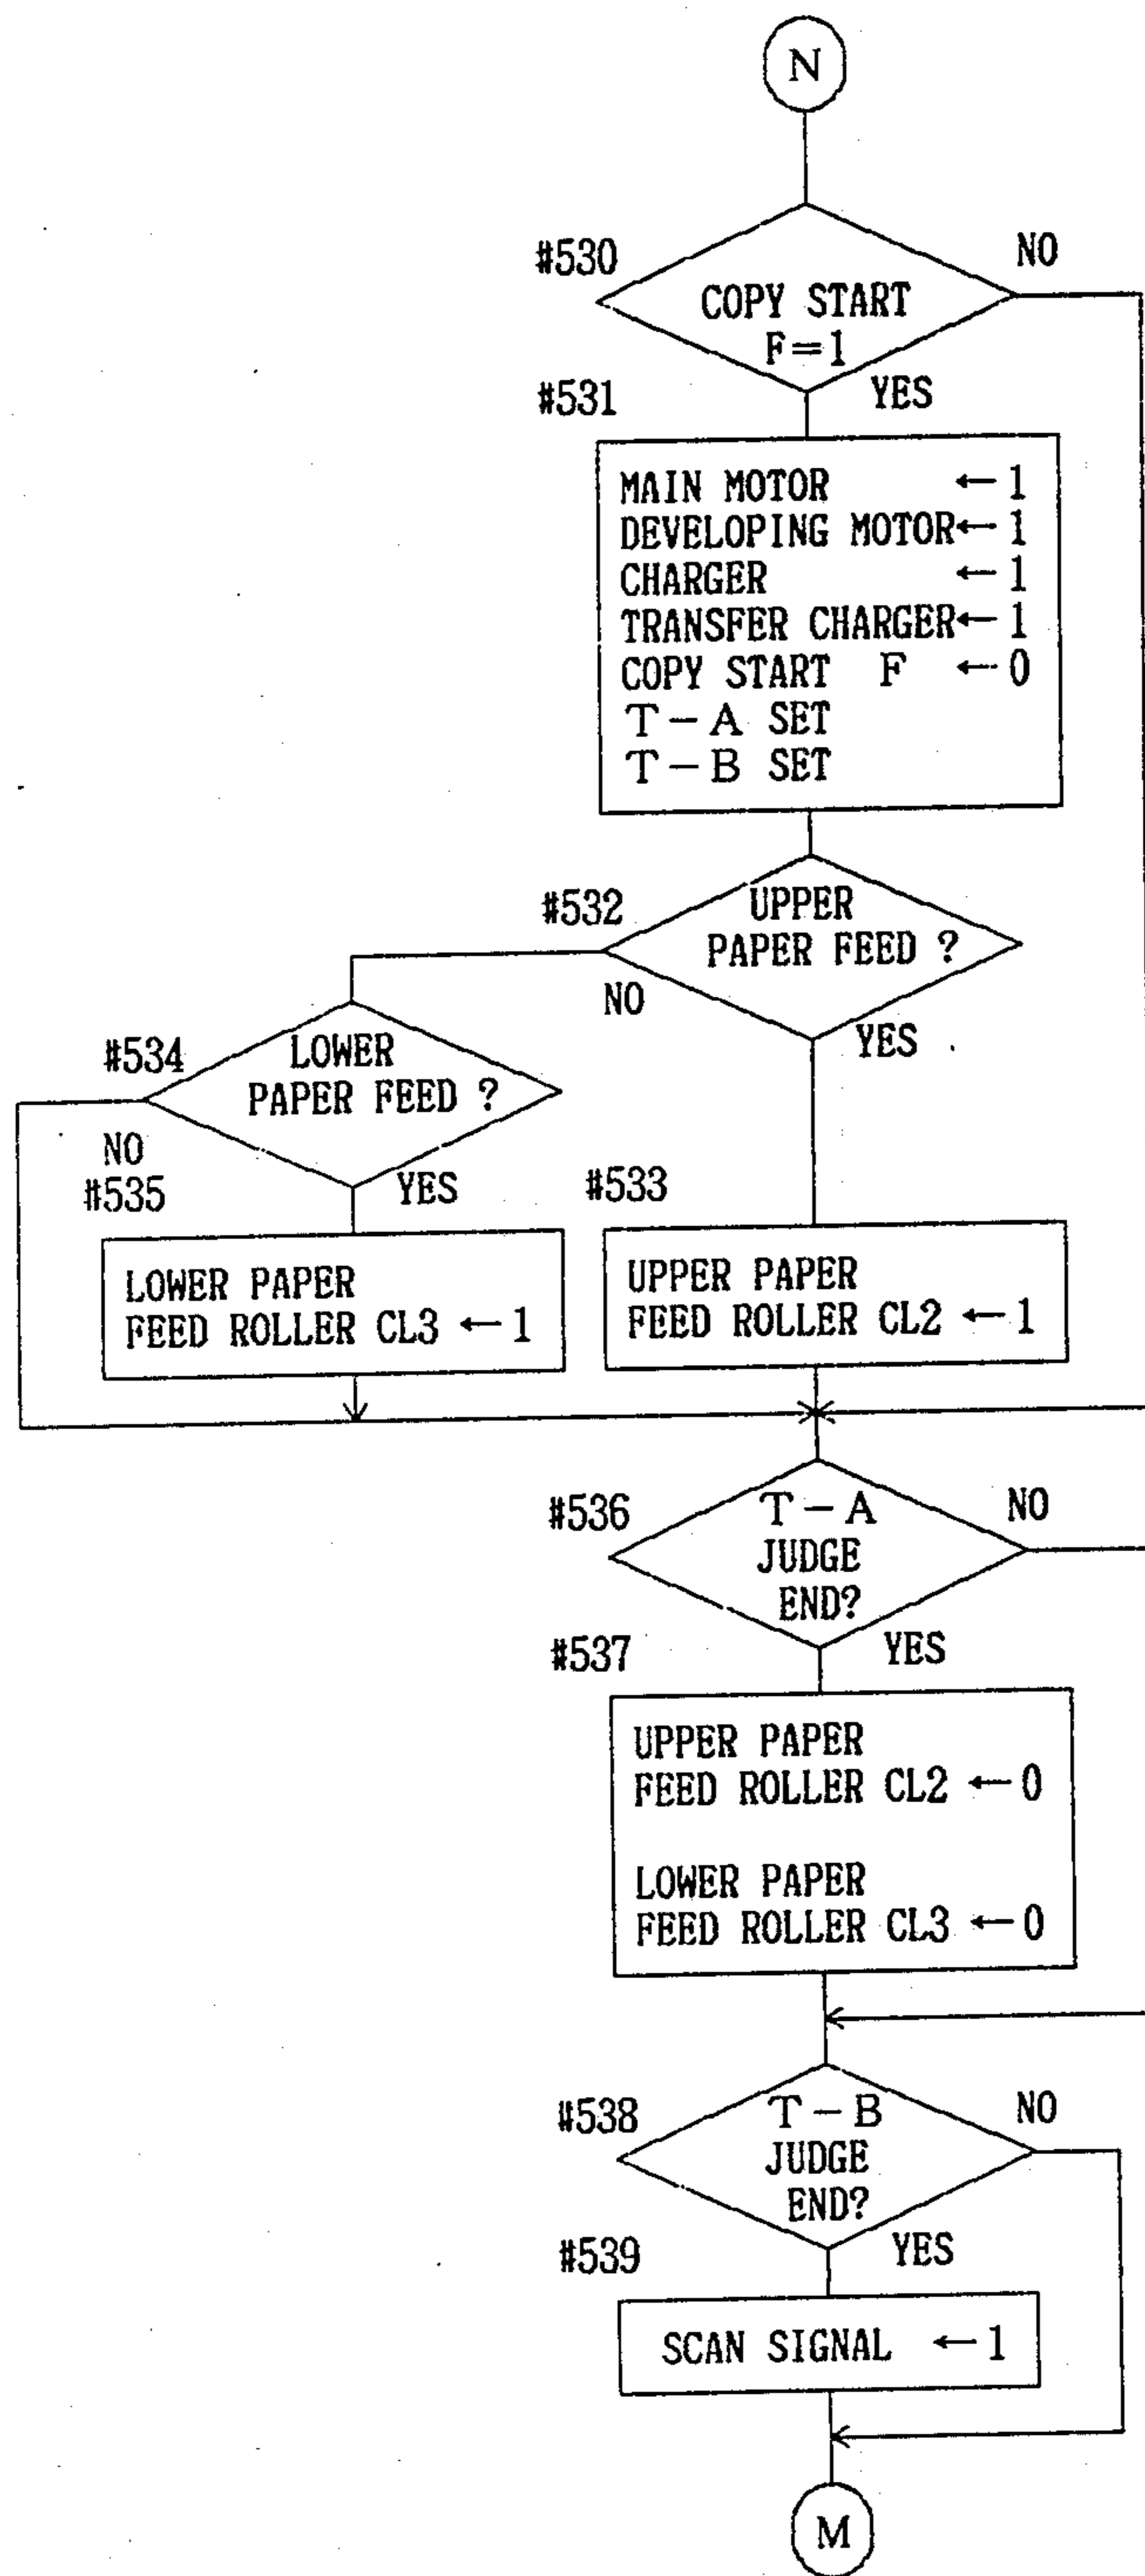 N
#530
NO
COPY START
F=1
#531
YES
MAIN MOTOR ←1
DEVELOPING MOTOR←1
CHARGER ←1
TRANSFER CHARGER←1
COPY START F ←0
T-A SET
T-B SET
#532
UPPER
PAPER FEED ?
NO
YES
#534
LOWER
PAPER FEED ?
NO
#535
YES
#533
LOWER PAPER
FEED ROLLER CL3 ←1
UPPER PAPER
FEED ROLLER CL2 ←1
#536
T-A
JUDGE
END?
NO
#537
YES
UPPER PAPER
FEED ROLLER CL2 ←0
LOWER PAPER
FEED ROLLER CL3 ←0
#538
T-B
JUDGE
END?
NO
#539
YES
SCAN SIGNAL ←1
M